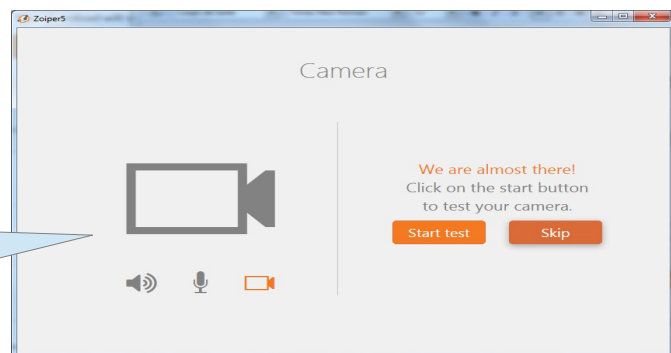 Zoiper5
Camera
We are almost there!
Click on the start button
to test your camera.
Start test
Skip